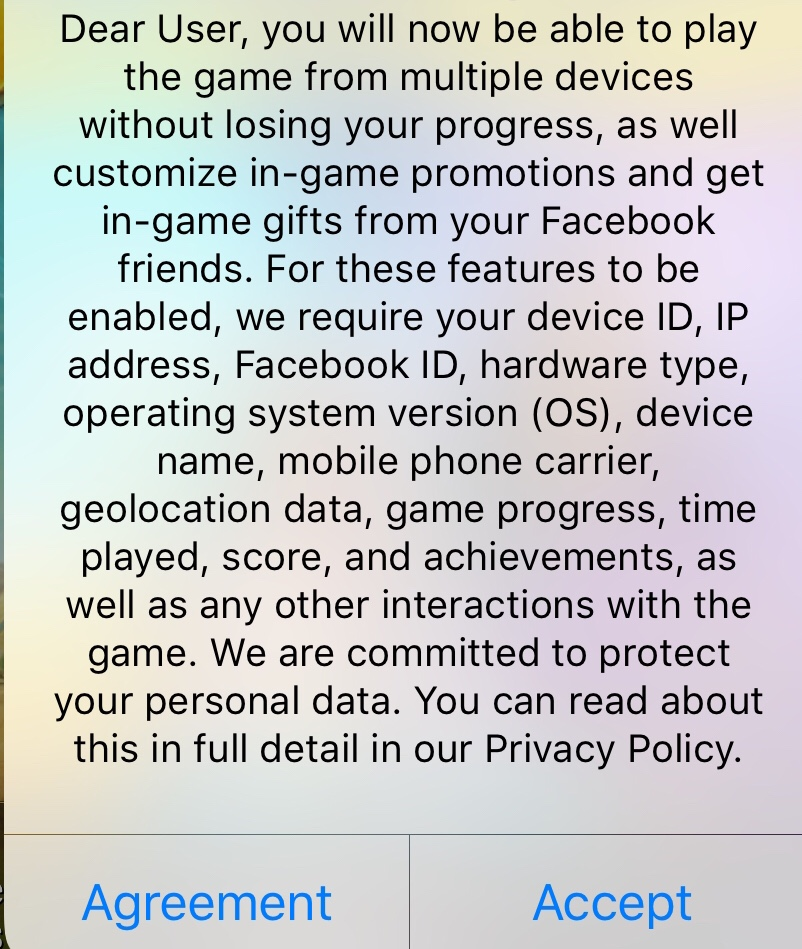 Dear User, you will now be able to play
the game from multiple devices
without losing your progress, as well
customize in-game promotions and get
in-game gifts from your Facebook
friends. For these features to be
enabled, we require your device ID, IP
address, Facebook ID, hardware type,
operating system version (OS), device
name, mobile phone carrier,
geolocation data, game progress, time
played, score, and achievements, as
well as any other interactions with the
game. We are committed to protect
your personal data. You can read about
this in full detail in our Privacy Policy.
Agreement
Accept